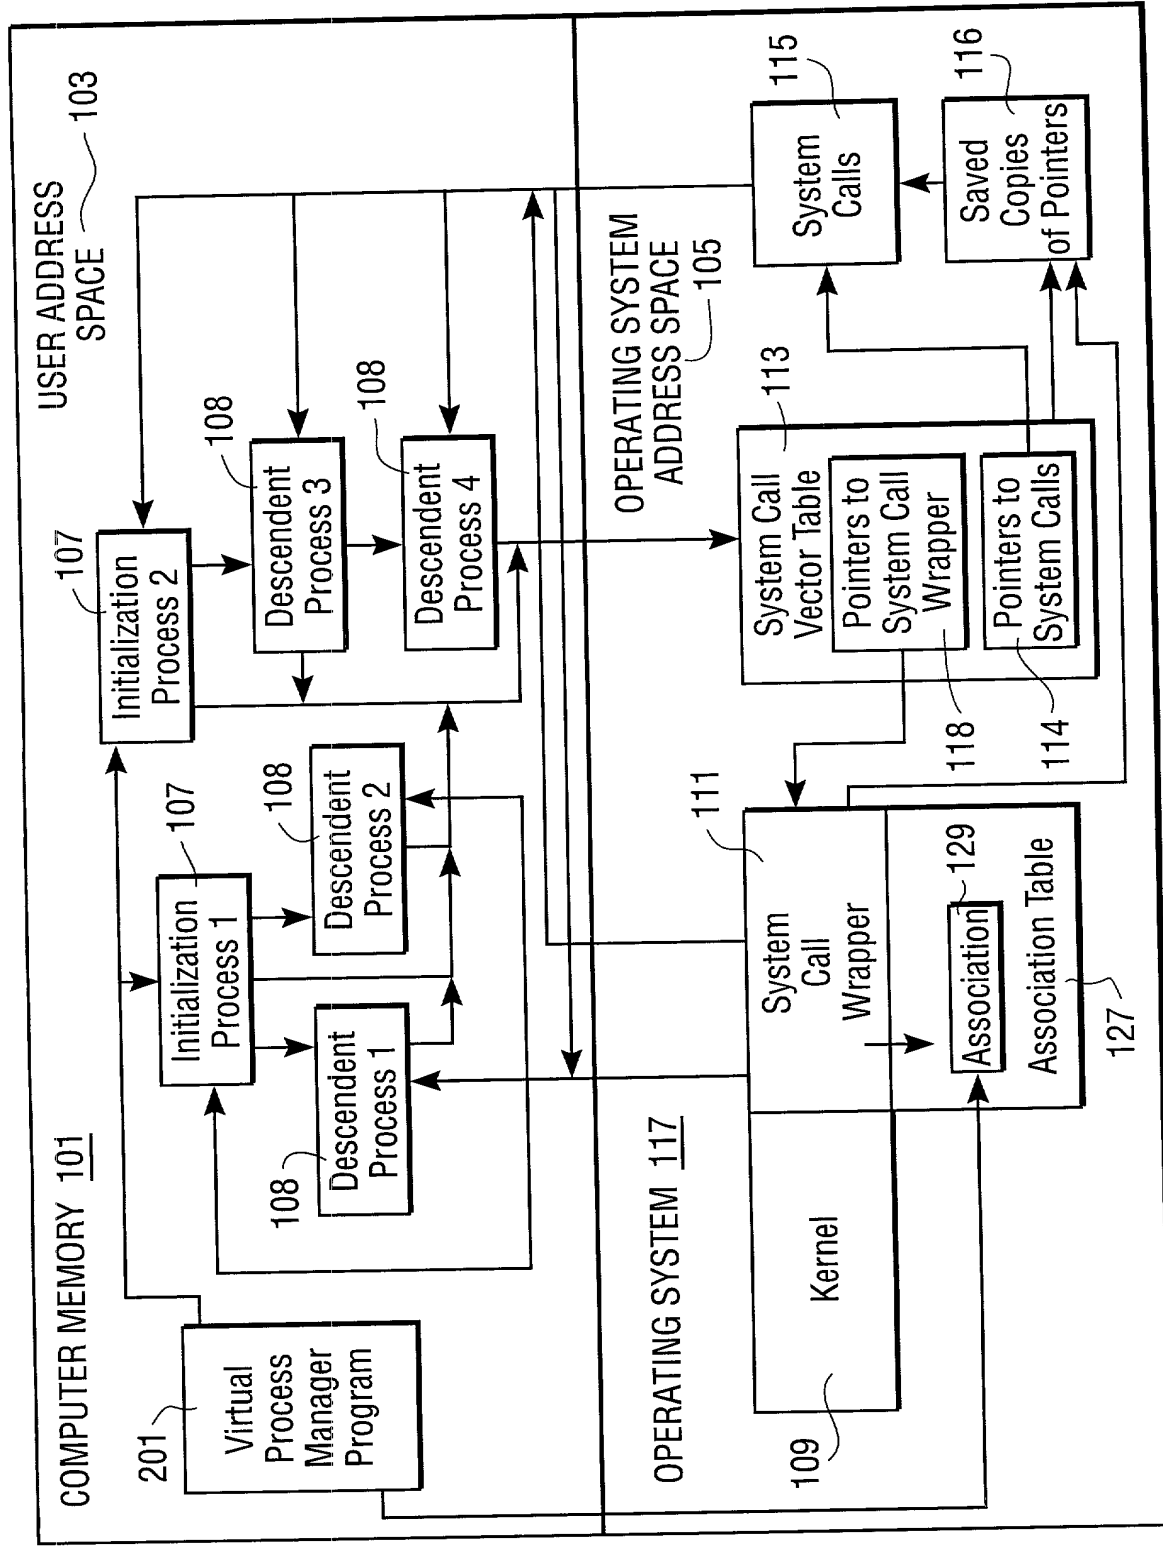 COMPUTER MEMORY 101
USER ADDRESS
SPACE
103
201
Virtual
Process
Manager
Program
107
Initialization
Process 1
108
Descendent
Process 1
108
Descendent
Process 2
107
Initialization
Process 2
108
Descendent
Process 3
108
Descendent
Process 4
OPERATING SYSTEM 117
OPERATING SYSTEM
ADDRESS SPACE
105
109
Kernel
111
System
Call
Wrapper
129
Association
Association Table
127
113
System Call
Vector Table
Pointers to
System Call
Wrapper
118
Pointers to
System Calls
114
115
System
Calls
116
Saved
Copies
of Pointers